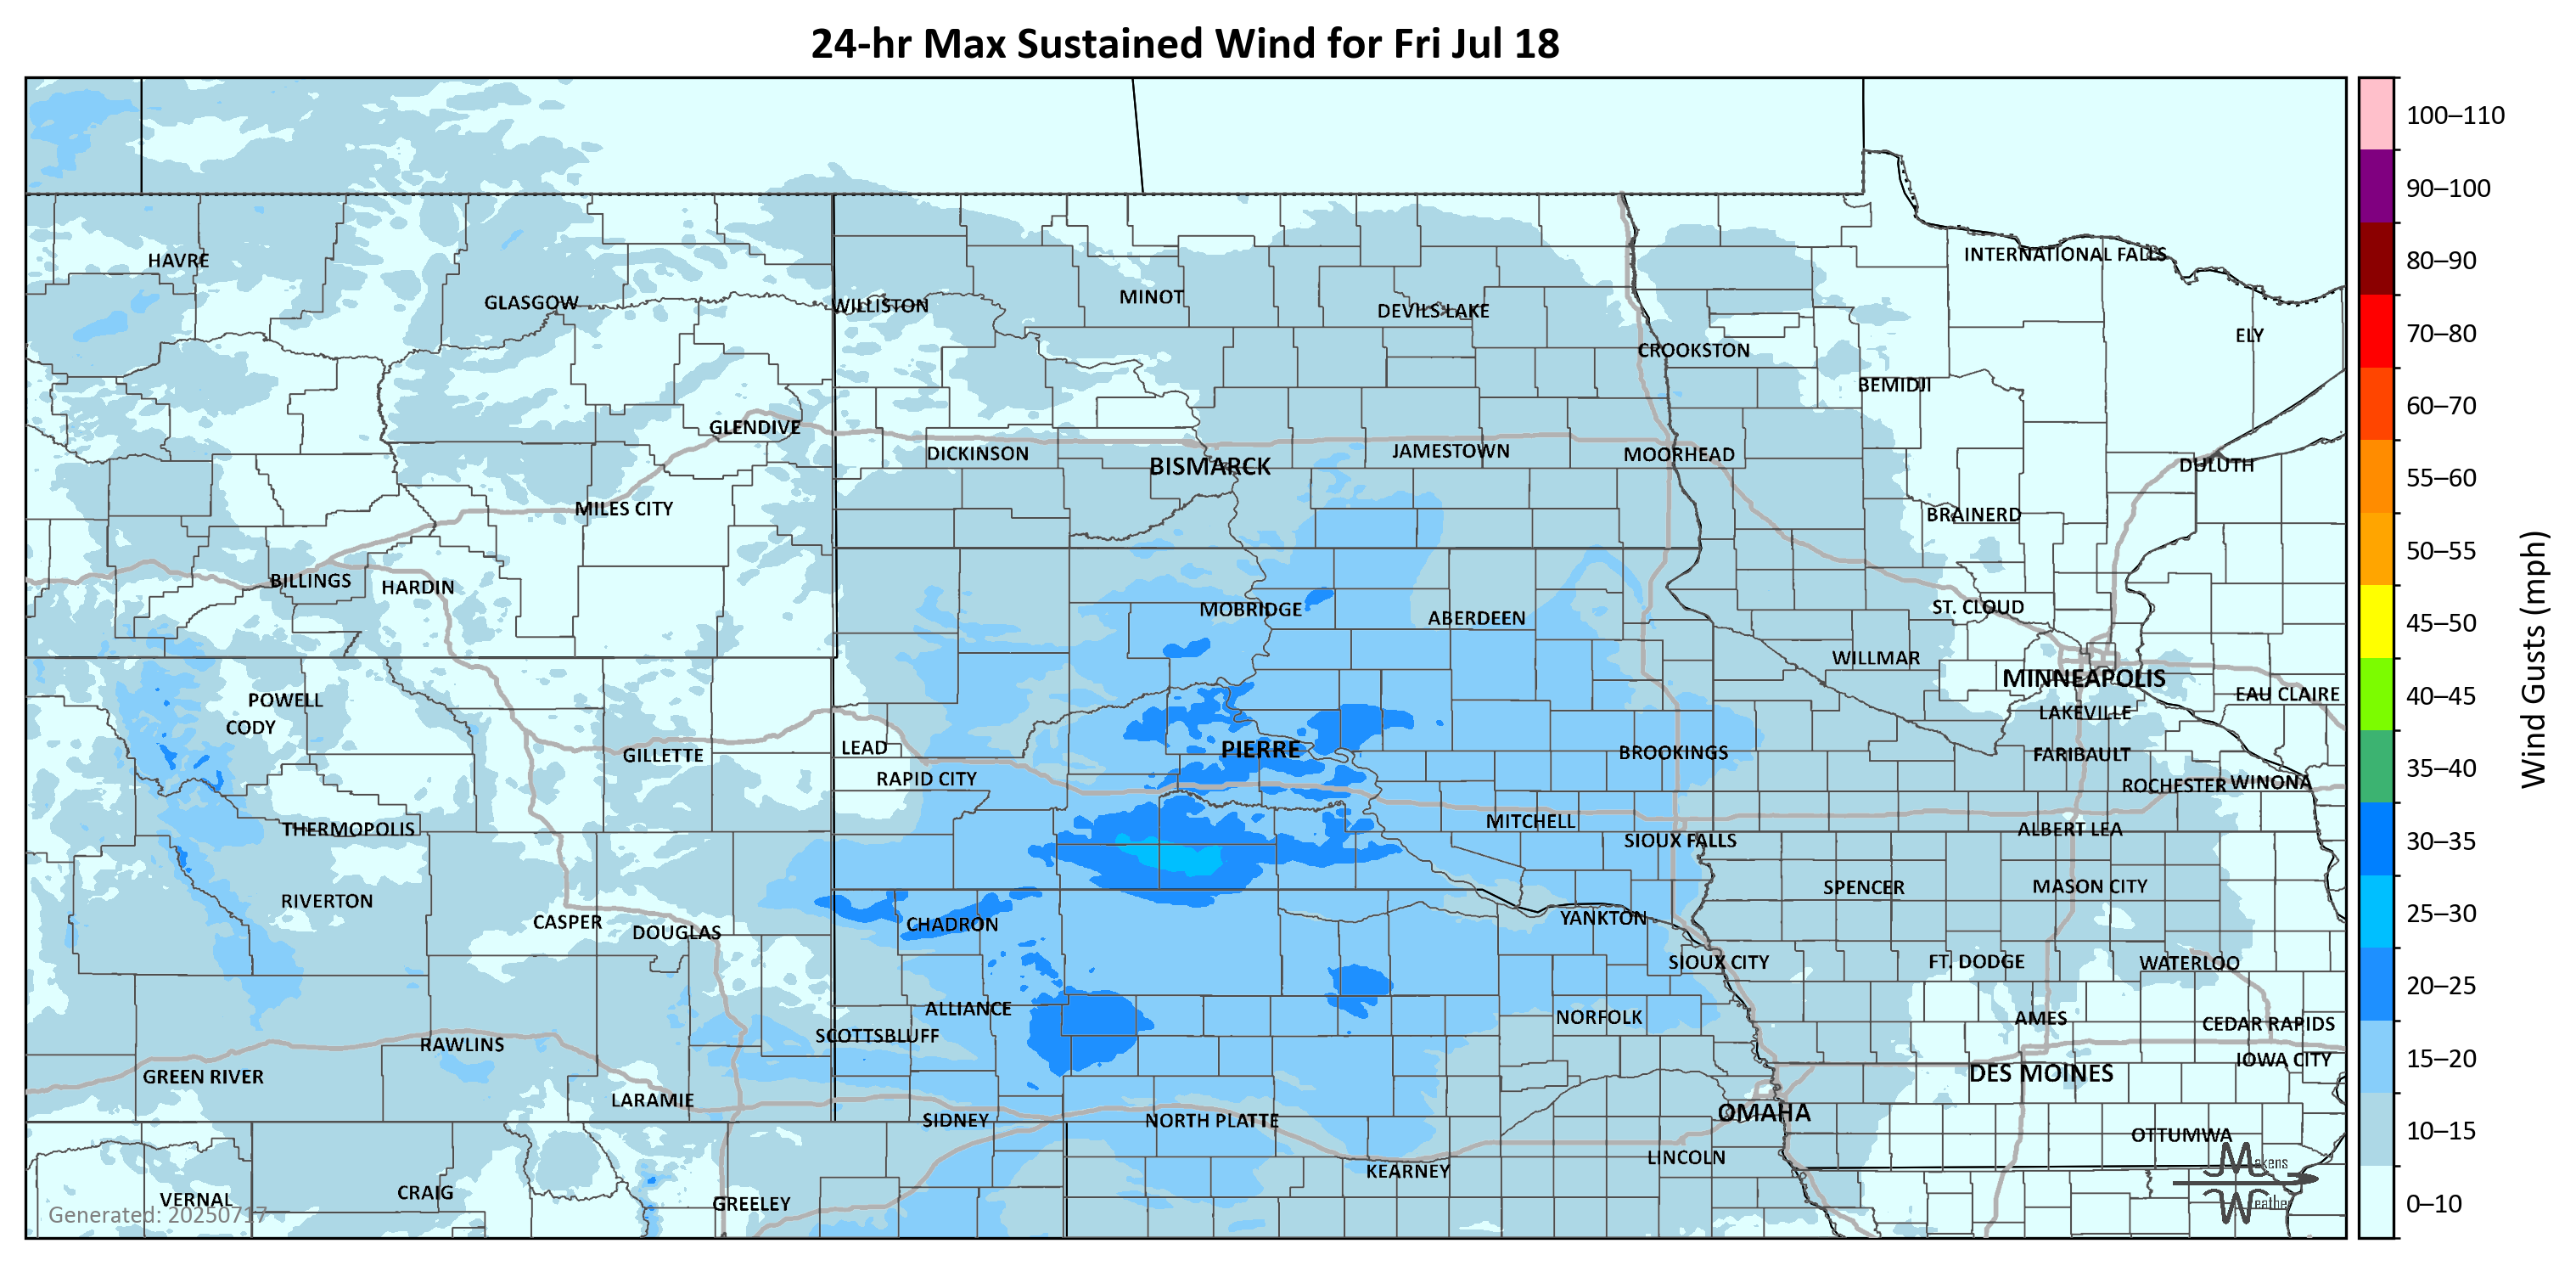 24-hr Max Sustained Wind for Fri Jul 18
100–110
90–100
80–90
70–80
60–70
55–60
50–55
45–50
40–45
35–40
30–35
25–30
20–25
15–20
10–15
0–10
Wind Gusts (mph)
HAVRE
GLASGOW
WILLISTON
MINOT
DEVILS LAKE
CROOKSTON
INTERNATIONAL FALLS
ELY
BEMIDJI
GLENDIVE
DICKINSON
BISMARCK
JAMESTOWN
MOORHEAD
DULUTH
MILES CITY
BRAINERD
BILLINGS
HARDIN
MOBRIDGE
ABERDEEN
ST. CLOUD
WILLMAR
MINNEAPOLIS
EAU CLAIRE
POWELL
CODY
LAKEVILLE
GILLETTE
LEAD
PIERRE
BROOKINGS
FARIBAULT
RAPID CITY
ROCHESTER
WINONA
THERMOPOLIS
MITCHELL
SIOUX FALLS
ALBERT LEA
RIVERTON
SPENCER
MASON CITY
CASPER
DOUGLAS
CHADRON
YANKTON
SIOUX CITY
FT. DODGE
WATERLOO
ALLIANCE
NORFOLK
AMES
CEDAR RAPIDS
SCOTTSBLUFF
RAWLINS
IOWA CITY
GREEN RIVER
DES MOINES
LARAMIE
SIDNEY
NORTH PLATTE
OMAHA
OTTUMWA
KEARNEY
LINCOLN
VERNAL
CRAIG
GREELEY
Generated: 20250717
Makens
Weather